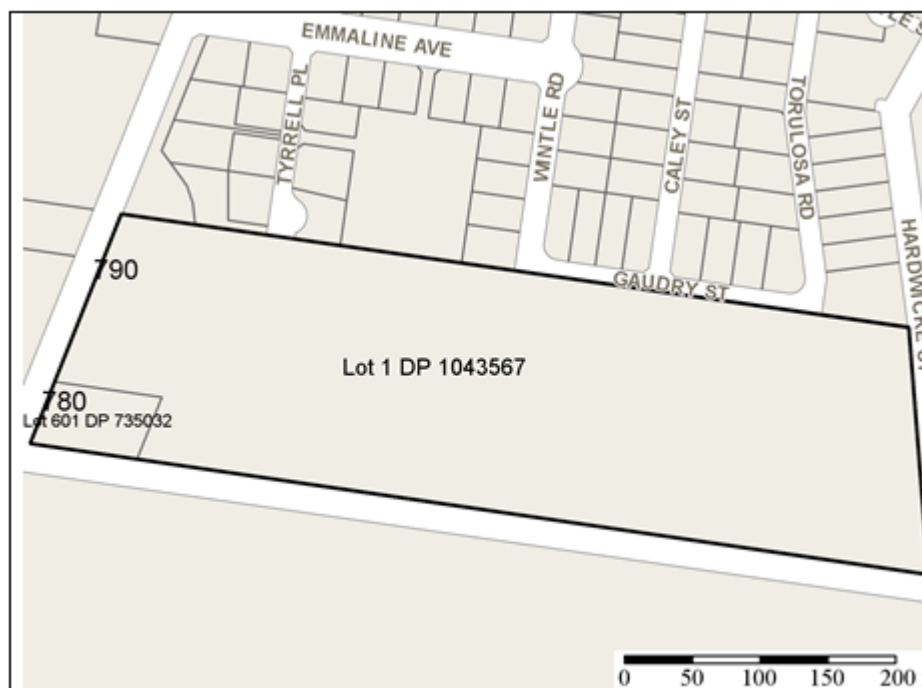 EMMALINE AVE
TYRRELL PL
WINTLE RD
CALEY ST
TORULOSA RD
HARDWICKE ST
GAUDRY ST
790
Lot 1 DP 1043567
780
Lot 601 DP 735032
0 50 100 150 200